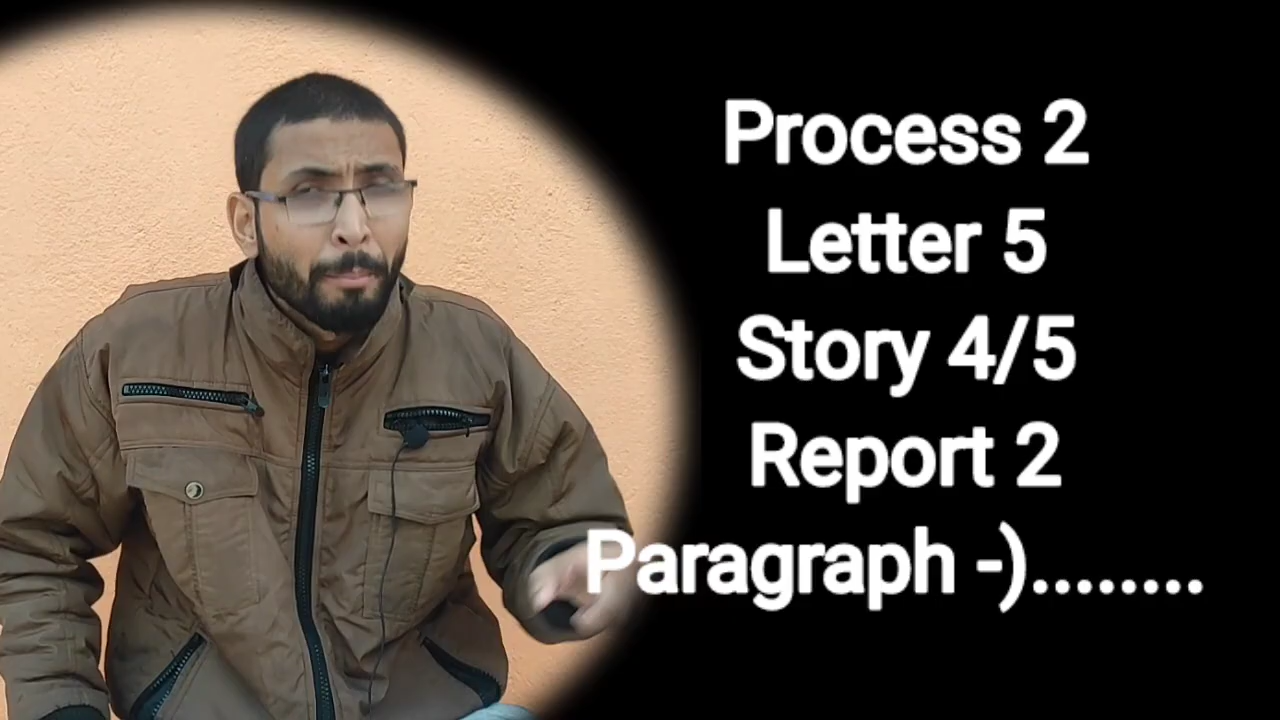 Process 2
Letter 5
Story 4/5
Report 2
Paragraph -)........